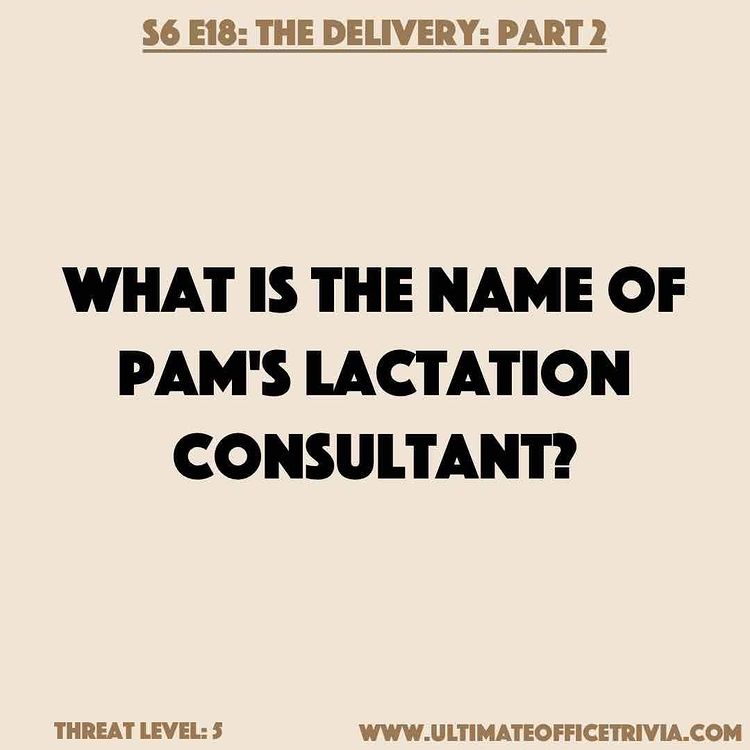 S6 E18: THE DELIVERY: PART 2
WHAT IS THE NAME OF
PAM'S LACTATION
CONSULTANT?
THREAT LEVEL: 5
WWW.ULTIMATEOFFICETRIVIA.COM